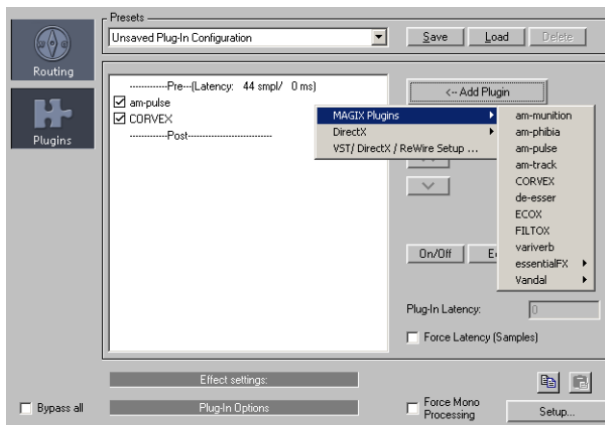 Presets
Unsaved Plug-In Configuration
Save
Load
Delete
Routing
Plugins
------------Pre---(Latency: 44 smpl/ 0 ms)
am-pulse
CORVEX
------------Post---------------------------
<-- Add Plugin
MAGIX Plugins
DirectX
VST/ DirectX / ReWire Setup ...
am-munition
am-phibia
am-pulse
am-track
CORVEX
de-esser
ECOX
FILTOX
variverb
essentialFX
Vandal
On/Off
Plug-In Latency:
0
Force Latency (Samples)
Effect settings:
Bypass all
Plug-In Options
Force Mono
Processing
Setup...